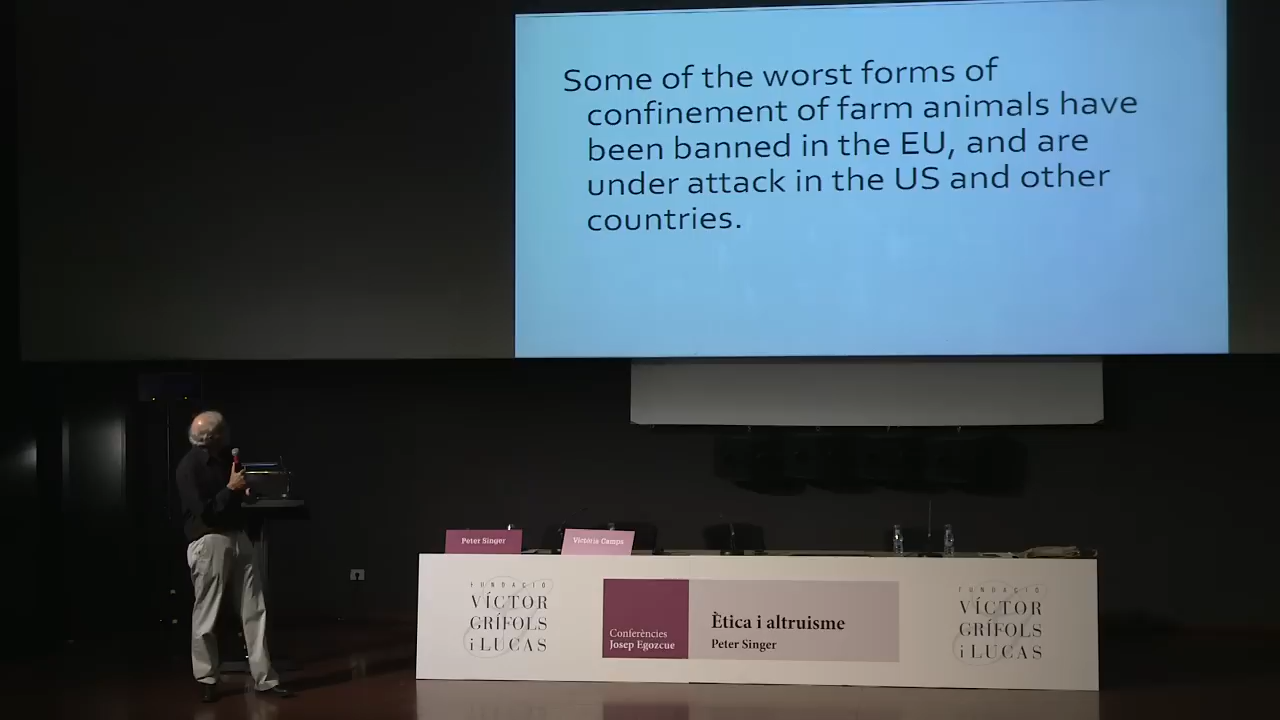 Some of the worst forms of
confinement of farm animals have
been banned in the EU, and are
under attack in the US and other
countries.
Peter Singer
Victòria Camps
FUNDACIÓ
VÍCTOR
GRÍFOLS
i LUCAS
Conferències
Josep Egozcue
Ètica i altruisme
Peter Singer
FUNDACIÓ
VÍCTOR
GRÍFOLS
i LUCAS